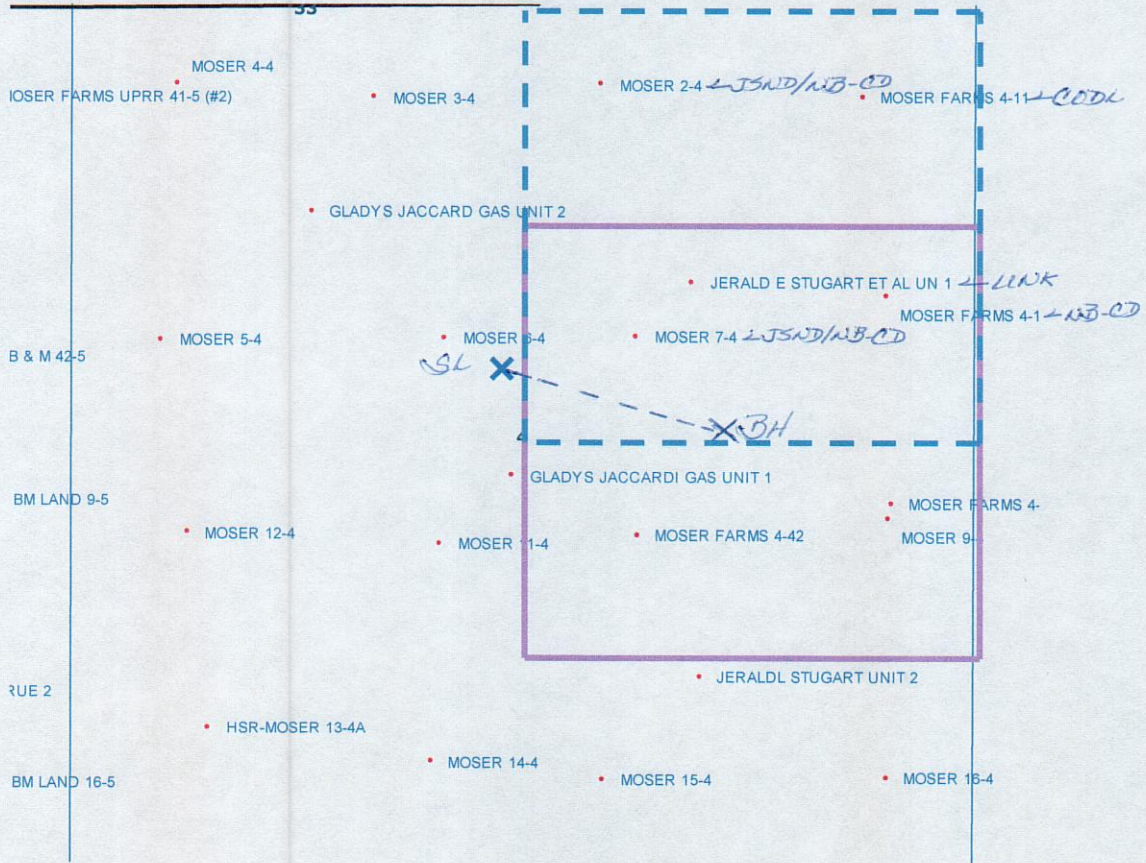 33
MOSER 4-4
IOSER FARMS UPRR 41-5 (#2)
MOSER 3-4
MOSER 2-4 JSND/NB-CD
MOSER FARMS 4-11 CODL
GLADYS JACCARD GAS UNIT 2
JERALD E STUGART ET AL UN 1 UNK
MOSER FARMS 4-1 NB-CD
MOSER 5-4
MOSER 6-4
MOSER 7-4 JSND/NB-CD
B & M 42-5
SL
BH
4
GLADYS JACCARDI GAS UNIT 1
BM LAND 9-5
MOSER FARMS 4-
MOSER 12-4
MOSER 11-4
MOSER FARMS 4-42
MOSER 9-
JERALDL STUGART UNIT 2
RUE 2
HSR-MOSER 13-4A
MOSER 14-4
BM LAND 16-5
MOSER 15-4
MOSER 16-4